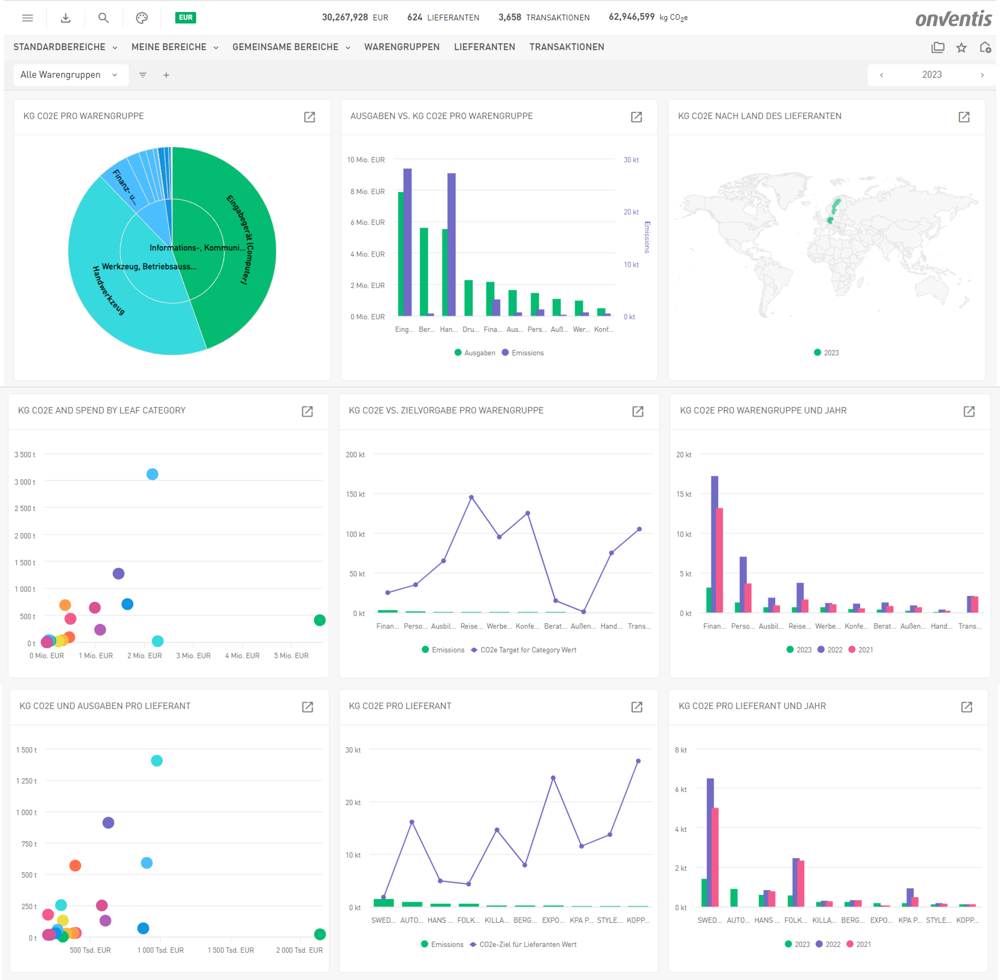 EUR
30,267,928 EUR 624 LIEFERANTEN 3,658 TRANSAKTIONEN 62,946,599 kg CO2e
onventis
STANDARDBEREICHE MEINE BEREICHE GEMEINSAME BEREICHE WARENGRUPPEN LIEFERANTEN TRANSAKTIONEN
Alle Warengruppen
2023
KG CO2E PRO WARENGRUPPE
Finanz- u...
Eingabegerät (Computer)
Informations-, Kommuni...
Werkzeug, Betriebsauss...
Handwerkzeug
AUSGABEN VS. KG CO2E PRO WARENGRUPPE
10 Mio. EUR
8 Mio. EUR
6 Mio. EUR
4 Mio. EUR
2 Mio. EUR
0 Mio. EUR
30 kt
20 kt
10 kt
0 kt
Emissions
Eing... Ber... Han... Dru... Fina... Aus... Pers... Auß... Wer... Konf...
Ausgaben Emissions
KG CO2E NACH LAND DES LIEFERANTEN
2023
KG CO2E AND SPEND BY LEAF CATEGORY
3 500 t
3 000 t
2 500 t
2 000 t
1 500 t
1 000 t
500 t
0 t
0 Mio. EUR 1 Mio. EUR 2 Mio. EUR 3 Mio. EUR 4 Mio. EUR 5 Mio. EUR
KG CO2E VS. ZIELVORGABE PRO WARENGRUPPE
200 kt
150 kt
100 kt
50 kt
0 kt
Finan... Perso... Ausbil... Reise... Werbe... Konfe... Berat... Außen... Hand... Trans...
Emissions CO2e Target for Category Wert
KG CO2E PRO WARENGRUPPE UND JAHR
20 kt
15 kt
10 kt
5 kt
0 kt
Finan... Perso... Ausbil... Reise... Werbe... Konfe... Berat... Außen... Hand... Trans...
2023 2022 2021
KG CO2E UND AUSGABEN PRO LIEFERANT
1 500 t
1 250 t
1 000 t
750 t
500 t
250 t
0 t
500 Tsd. EUR 1 000 Tsd. EUR 1 500 Tsd. EUR 2 000 Tsd. EUR
KG CO2E PRO LIEFERANT
30 kt
20 kt
10 kt
0 kt
SWED... AUTO... HANS ... FOLK... KILLA... BERG... EXPO... KPA P... STYLE... KOPP...
Emissions CO2e-Ziel für Lieferanten Wert
KG CO2E PRO LIEFERANT UND JAHR
8 kt
6 kt
4 kt
2 kt
0 kt
SWED... AUTO... HANS ... FOLK... KILLA... BERG... EXPO... KPA P... STYLE... KOPP...
2023 2022 2021